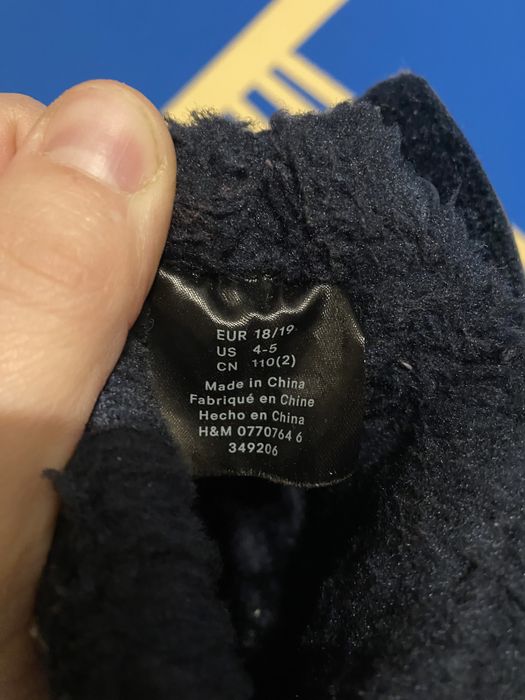 EUR 18/19
US 4-5
CN 110(2)
Made in China
Fabriqué en Chine
Hecho en China
H&M 0770764 6
349206